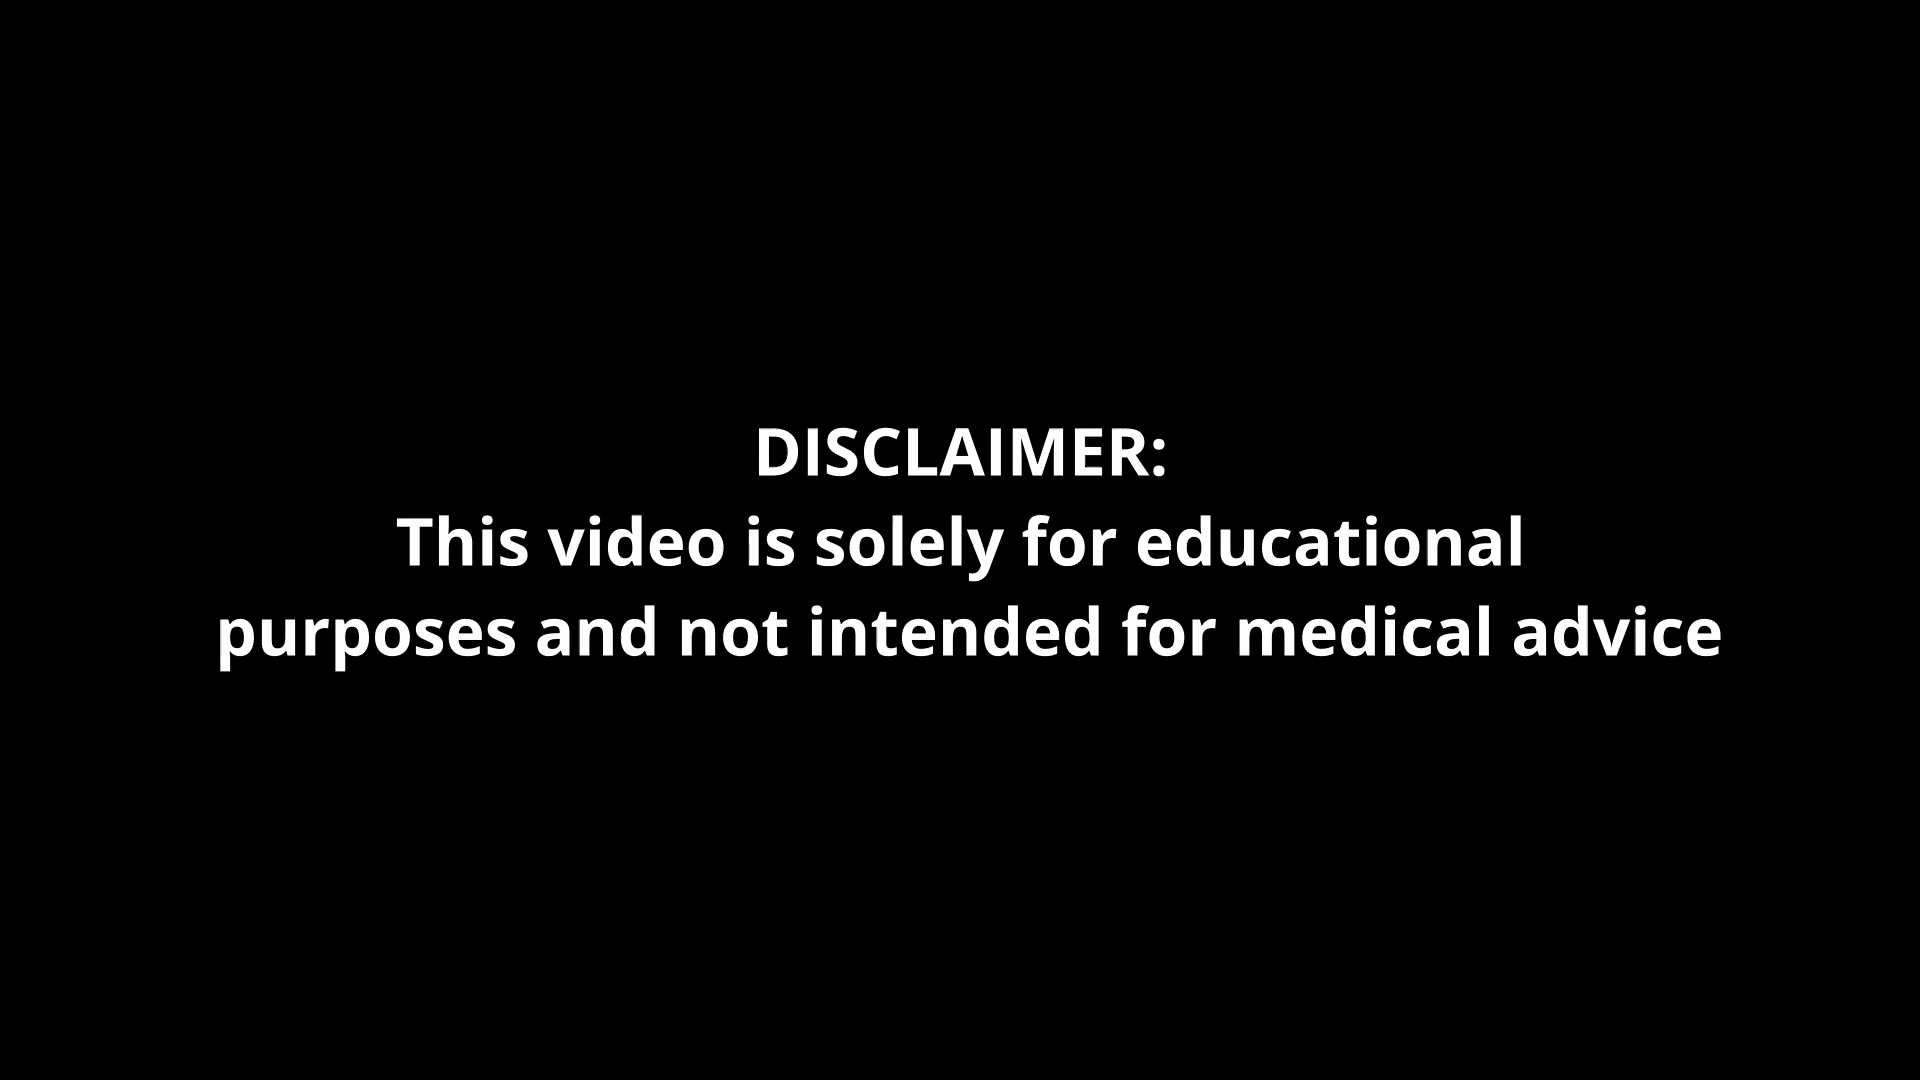 DISCLAIMER:
This video is solely for educational
purposes and not intended for medical advice